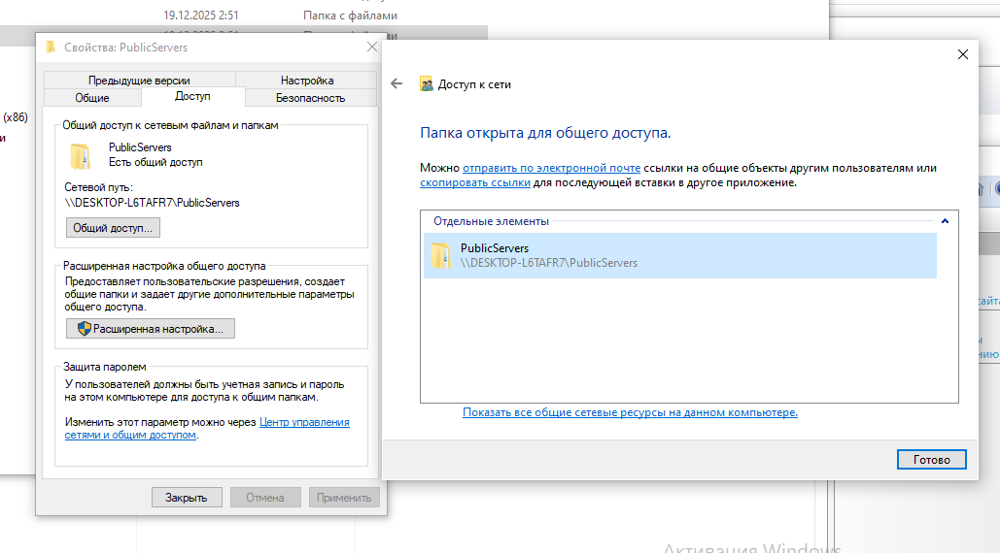 19.12.2025 2:51 Папка с файлами
Свойства: PublicServers
Предыдущие версии Настройка
Общие Доступ Безопасность
(x86)
и
Общий доступ к сетевым файлам и папкам
PublicServers
Есть общий доступ
Сетевой путь:
\\DESKTOP-L6TAFR7\PublicServers
Общий доступ...
Расширенная настройка общего доступа
Предоставляет пользовательские разрешения, создает
общие папки и задает другие дополнительные параметры
общего доступа.
Расширенная настройка...
Защита паролем
У пользователей должны быть учетная запись и пароль
на этом компьютере для доступа к общим папкам.
Изменить этот параметр можно через Центр управления
сетями и общим доступом.
Закрыть Отмена Применить
Доступ к сети
Папка открыта для общего доступа.
Можно отправить по электронной почте ссылки на общие объекты другим пользователям или
скопировать ссылки для последующей вставки в другое приложение.
Отдельные элементы
PublicServers
\\DESKTOP-L6TAFR7\PublicServers
Показать все общие сетевые ресурсы на данном компьютере.
Готово
Активация Windows